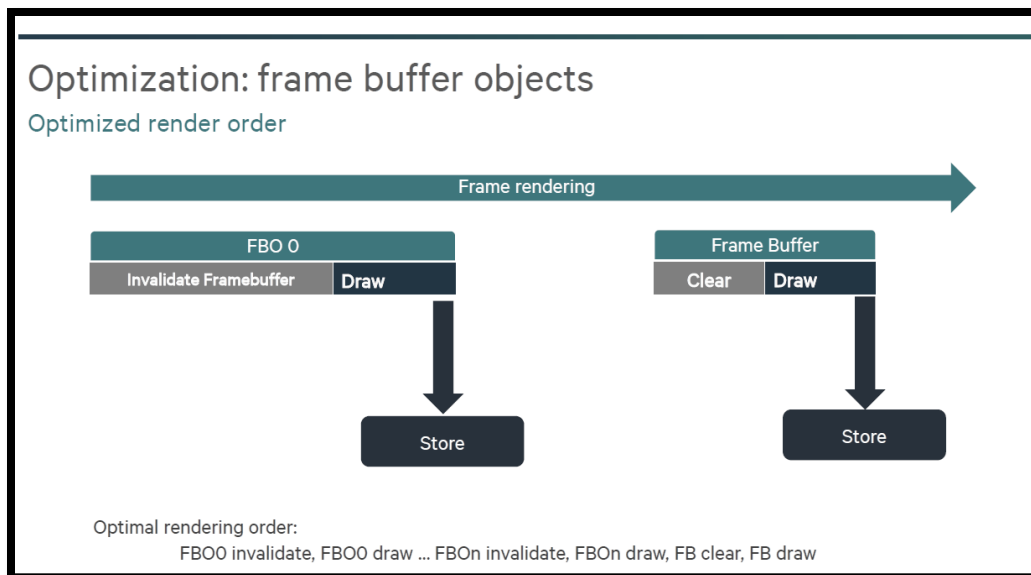 Optimization: frame buffer objects
Optimized render order
Frame rendering
FBO 0
Frame Buffer
Invalidate Framebuffer
Draw
Clear
Draw
Store
Store
Optimal rendering order:
FBO0 invalidate, FBO0 draw ... FBOn invalidate, FBOn draw, FB clear, FB draw